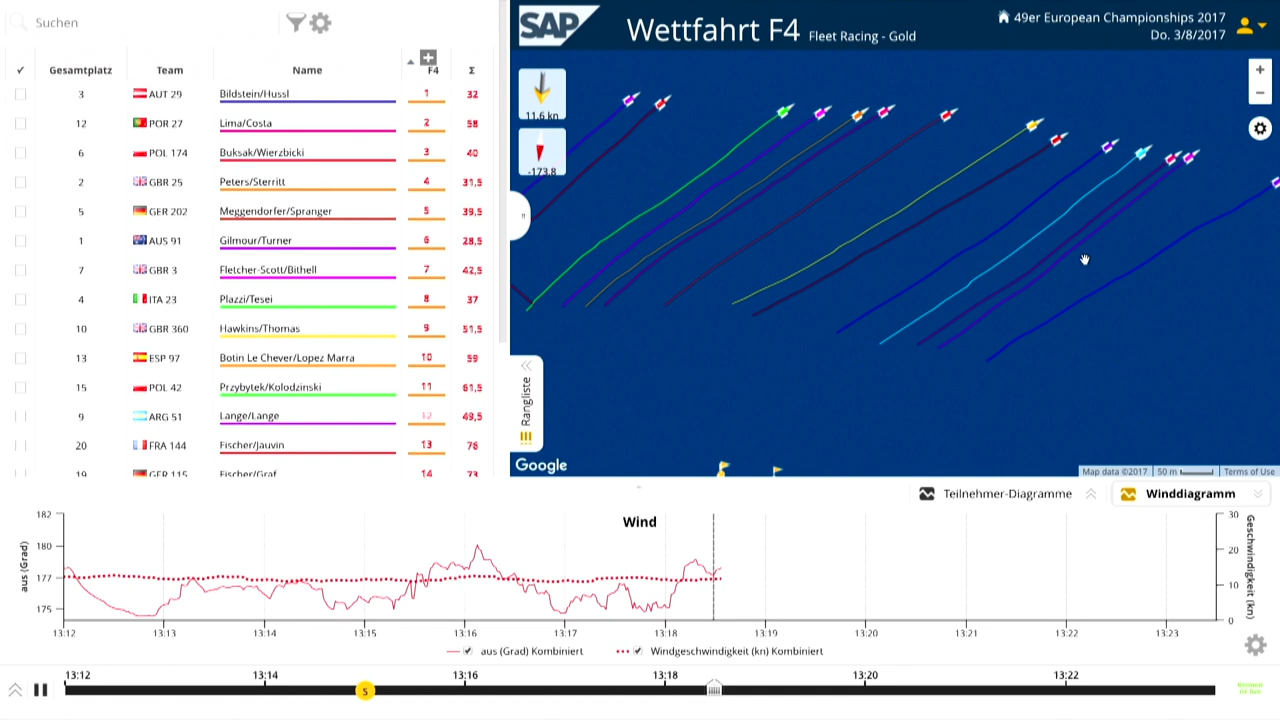 Suchen
SAP
Wettfahrt F4 Fleet Racing - Gold
49er European Championships 2017
Do. 3/8/2017
✓ Gesamtplatz Team Name F4 Σ
3 AUT 29 Bildstein/Hussl 1 32
12 POR 27 Lima/Costa 2 58
6 POL 174 Buksak/Wierzbicki 3 40
2 GBR 25 Peters/Sterritt 4 31,5
5 GER 202 Meggendorfer/Spranger 5 39,5
1 AUS 91 Gilmour/Turner 6 28,5
7 GBR 3 Fletcher-Scott/Bithell 7 42,5
4 ITA 23 Plazzi/Tesei 8 37
10 GBR 360 Hawkins/Thomas 9 51,5
13 ESP 97 Botin Le Chever/Lopez Marra 10 59
15 POL 42 Przybytek/Kolodzinski 11 61,5
9 ARG 51 Lange/Lange 12 49,5
20 FRA 144 Fischer/Jauvin 13 76
19 GER 115 Fischer/Graf 14 73
11.6 kn
-173.8
+
−
Rangliste
Google
Map data ©2017 50 m Terms of Use
Teilnehmer-Diagramme
Winddiagramm
Wind
aus (Grad)
182
180
177
175
30
20
10
0
Geschwindigkeit (kn)
13:12 13:13 13:14 13:15 13:16 13:17 13:18 13:19 13:20 13:21 13:22 13:23
aus (Grad) Kombiniert Windgeschwindigkeit (kn) Kombiniert
13:12 13:14 13:16 13:18 13:20 13:22
S